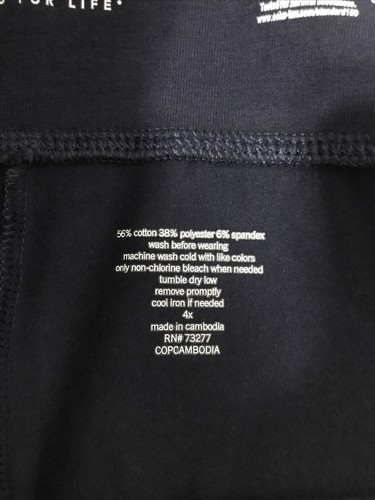 FOR LIFE•
56% cotton 38% polyester 6% spandex
wash before wearing
machine wash cold with like colors
only non-chlorine bleach when needed
tumble dry low
remove promptly
cool iron if needed
4x
made in cambodia
RN# 73277
COPCAMBODIA